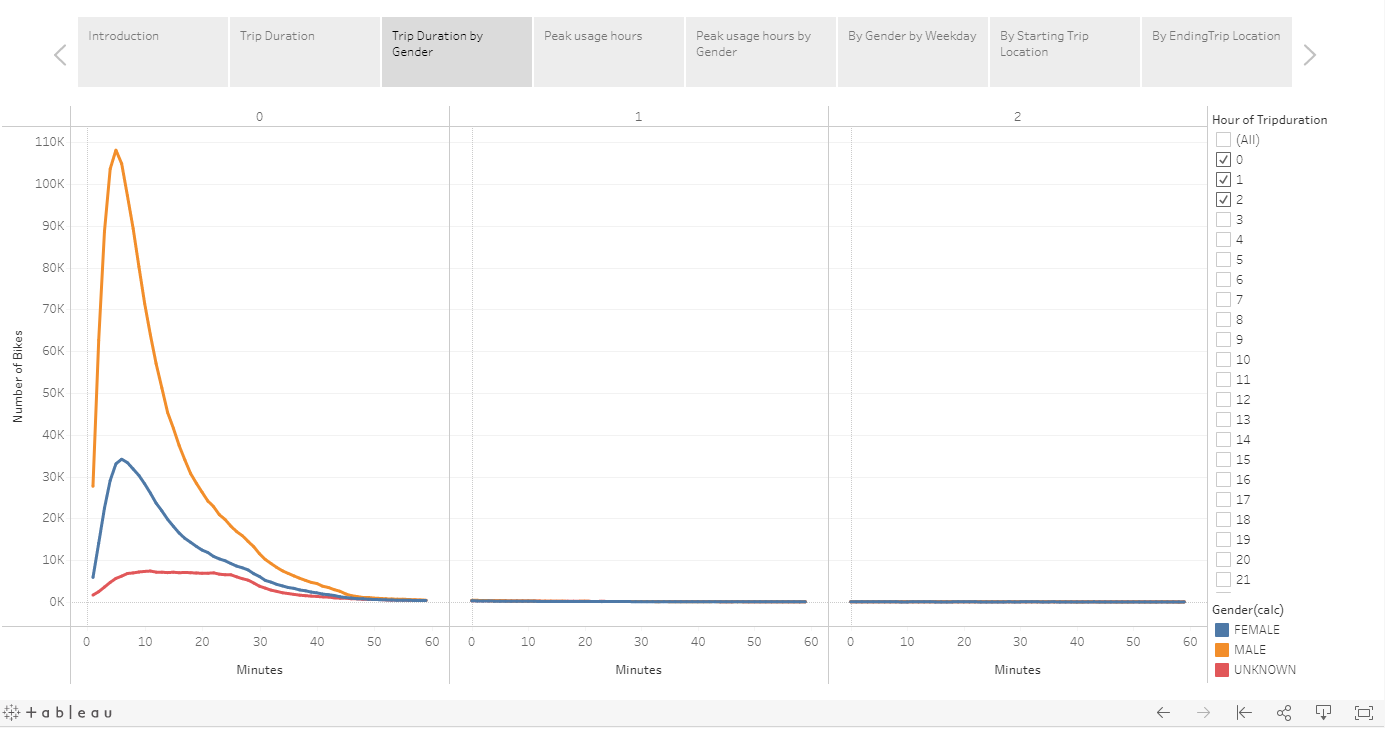 Introduction
Trip Duration
Trip Duration by
Gender
Peak usage hours
Peak usage hours by
Gender
By Gender by Weekday
By Starting Trip
Location
By EndingTrip Location
0
1
2
Number of Bikes
110K
100K
90K
80K
70K
60K
50K
40K
30K
20K
10K
0K
0 10 20 30 40 50 60
0 10 20 30 40 50 60
0 10 20 30 40 50 60
Minutes
Minutes
Minutes
Hour of Tripduration
(All)
0
1
2
3
4
5
6
7
8
9
10
11
12
13
14
15
16
17
18
19
20
21
Gender(calc)
FEMALE
MALE
UNKNOWN
+ a b l e a u